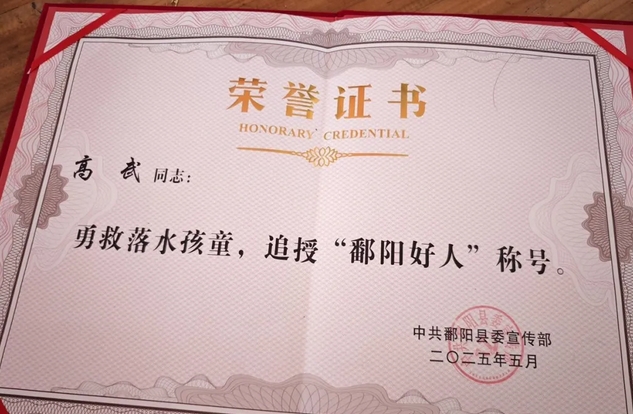 荣誉证书
HONORARY CREDENTIAL
高 武 同志：
勇救落水孩童，追授“鄱阳好人”称号。
中共鄱阳县委宣传部
二〇二五年五月